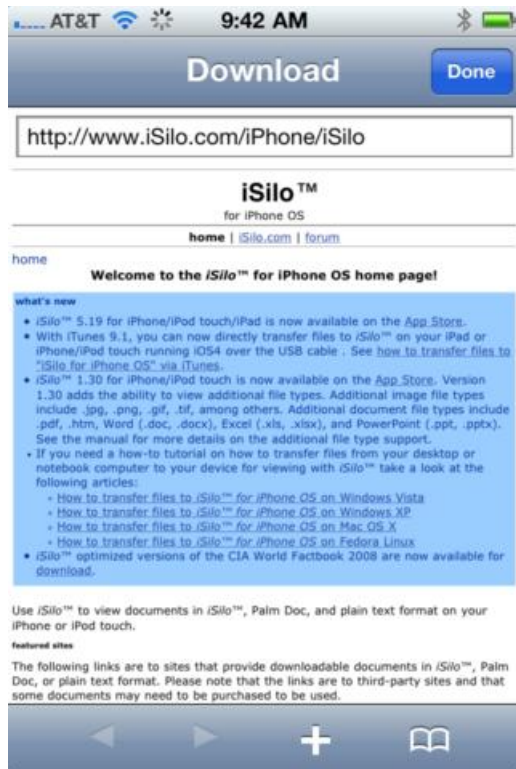 AT&T 9:42 AM
Download Done
http://www.iSilo.com/iPhone/iSilo
iSilo™
for iPhone OS
home | iSilo.com | forum
home
Welcome to the iSilo™ for iPhone OS home page!
what's new
• iSilo™ 5.19 for iPhone/iPod touch/iPad is now available on the App Store.
• With iTunes 9.1, you can now directly transfer files to iSilo™ on your iPad or
iPhone/iPod touch running iOS4 over the USB cable . See how to transfer files to
"iSilo for iPhone OS" via iTunes.
• iSilo™ 1.30 for iPhone/iPod touch is now available on the App Store. Version
1.30 adds the ability to view additional file types. Additional image file types
include .jpg, .png, .gif, .tif, among others. Additional document file types include
.pdf, .htm, Word (.doc, .docx), Excel (.xls, .xlsx), and PowerPoint (.ppt, .pptx).
See the manual for more details on the additional file type support.
• If you need a how-to tutorial on how to transfer files from your desktop or
notebook computer to your device for viewing with iSilo™ take a look at the
following articles:
◦ How to transfer files to iSilo™ for iPhone OS on Windows Vista
◦ How to transfer files to iSilo™ for iPhone OS on Windows XP
◦ How to transfer files to iSilo™ for iPhone OS on Mac OS X
◦ How to transfer files to iSilo™ for iPhone OS on Fedora Linux
• iSilo™ optimized versions of the CIA World Factbook 2008 are now available for
download.
Use iSilo™ to view documents in iSilo™, Palm Doc, and plain text format on your
iPhone or iPod touch.
featured sites
The following links are to sites that provide downloadable documents in iSilo™, Palm
Doc, or plain text format. Please note that the links are to third-party sites and that
some documents may need to be purchased to be used.